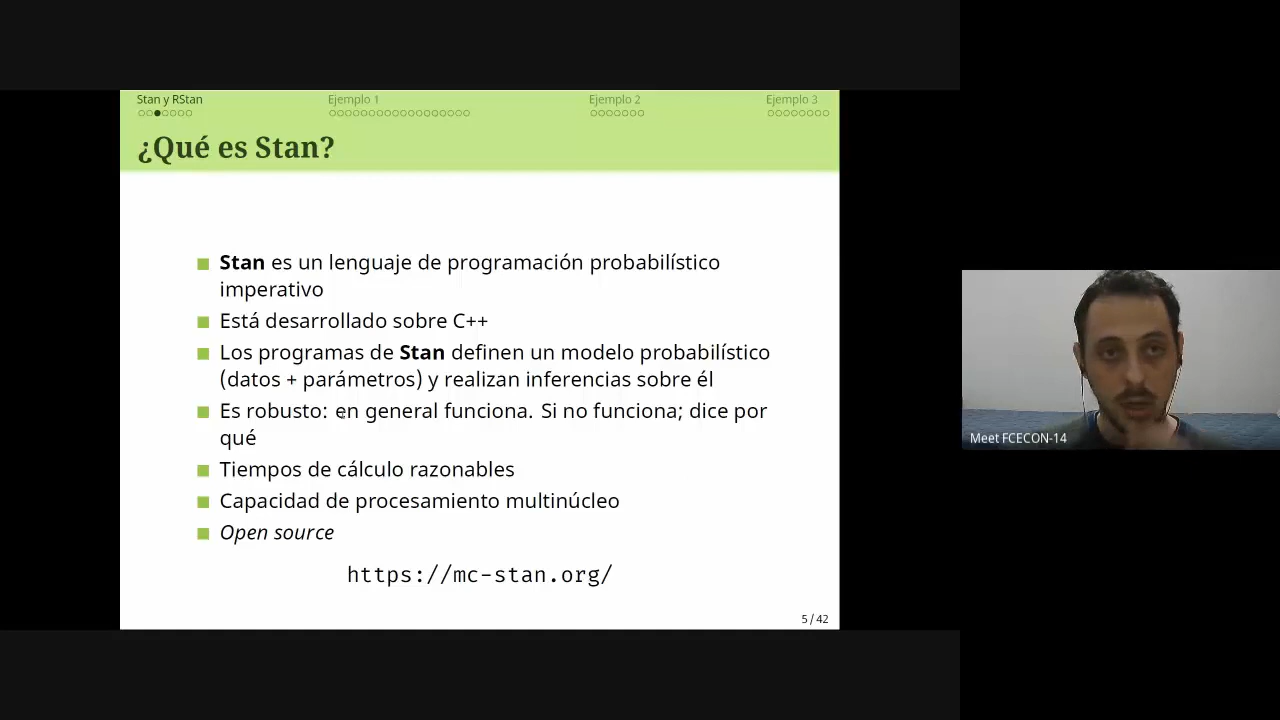 Stan y RStan
Ejemplo 1
Ejemplo 2
Ejemplo 3
¿Qué es Stan?
Stan es un lenguaje de programación probabilístico
imperativo
Está desarrollado sobre C++
Los programas de Stan definen un modelo probabilístico
(datos + parámetros) y realizan inferencias sobre él
Es robusto: en general funciona. Si no funciona; dice por
qué
Tiempos de cálculo razonables
Capacidad de procesamiento multinúcleo
Open source
https://mc-stan.org/
5 / 42
Meet FCECON-14